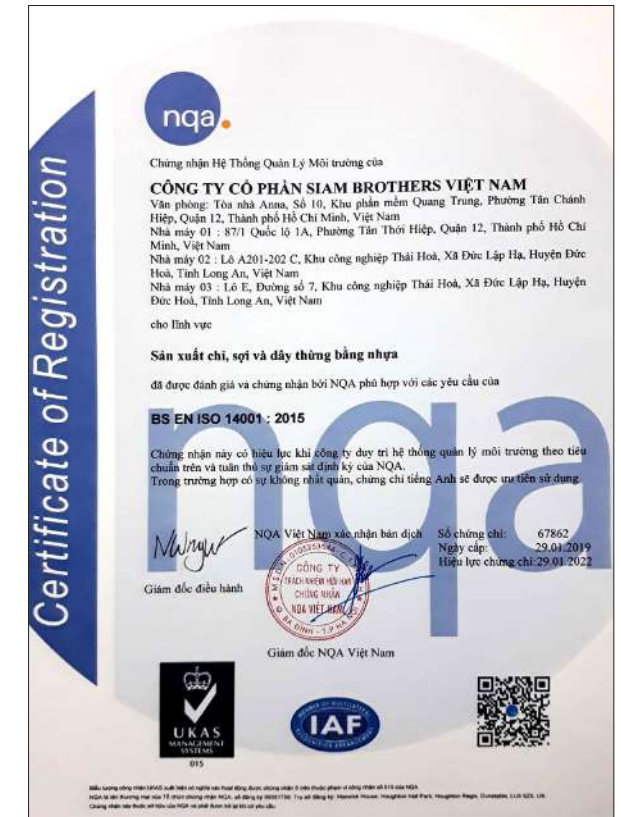 Certificate of Registration
nqa.
Chứng nhận Hệ Thống Quản Lý Môi trường của
CÔNG TY CỔ PHẦN SIAM BROTHERS VIỆT NAM
Văn phòng: Tòa nhà Anna, Số 10, Khu phần mềm Quang Trung, Phường Tân Chánh
Hiệp, Quận 12, Thành phố Hồ Chí Minh, Việt Nam
Nhà máy 01 : 87/1 Quốc lộ 1A, Phường Tân Thới Hiệp, Quận 12, Thành phố Hồ Chí
Minh, Việt Nam
Nhà máy 02 : Lô A201-202 C, Khu công nghiệp Thái Hoà, Xã Đức Lập Hạ, Huyện Đức
Hoà, Tỉnh Long An, Việt Nam
Nhà máy 03 : Lô E, Đường số 7, Khu công nghiệp Thái Hoà, Xã Đức Lập Hạ, Huyện
Đức Hoà, Tỉnh Long An, Việt Nam
cho lĩnh vực
Sản xuất chỉ, sợi và dây thừng bằng nhựa
đã được đánh giá và chứng nhận bởi NQA phù hợp với các yêu cầu của
nqa
BS EN ISO 14001 : 2015
Chứng nhận này có hiệu lực khi công ty duy trì hệ thống quản lý môi trường theo tiêu
chuẩn trên và tuân thủ sự giám sát định kỳ của NQA.
Trong trường hợp có sự không nhất quán, chứng chỉ tiếng Anh sẽ được ưu tiên sử dụng
NQA Việt Nam xác nhận bản dịch
Số chứng chỉ: 67862
Ngày cấp: 29.01.2019
Hiệu lực chứng chỉ:29.01.2022
Giám đốc điều hành
CÔNG TY
TRÁCH NHIỆM HỮU HẠN
CHỨNG NHẬN
NQA VIỆT NAM
Q. BA ĐÌNH - T.P HÀ NỘI
Giám đốc NQA Việt Nam
UKAS
MANAGEMENT
SYSTEMS
015
MEMBER OF MULTILATERAL
RECOGNITION ARRANGEMENT
IAF